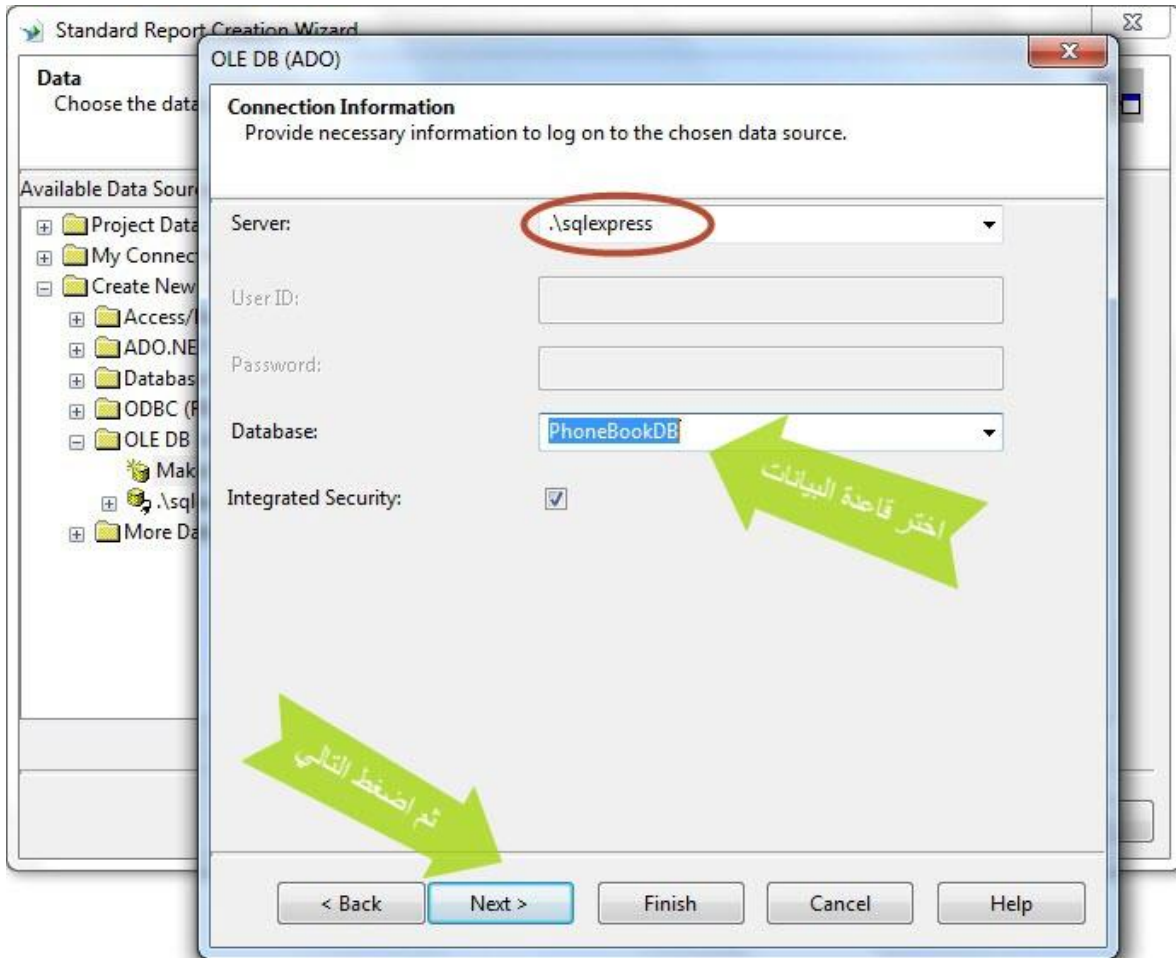 Standard Report Creation Wizard
OLE DB (ADO)
Data
Choose the data
Connection Information
Provide necessary information to log on to the chosen data source.
Available Data Sour
Project Data
My Connec
Create New
Access/
ADO.NE
Databas
ODBC (
OLE DB
Mak
.\sql
More Da
Server:
.\sqlexpress
User ID:
Password:
Database:
PhoneBookDB
اختر قاعدة البيانات
Integrated Security:
ثم اضغط التالي
< Back
Next >
Finish
Cancel
Help